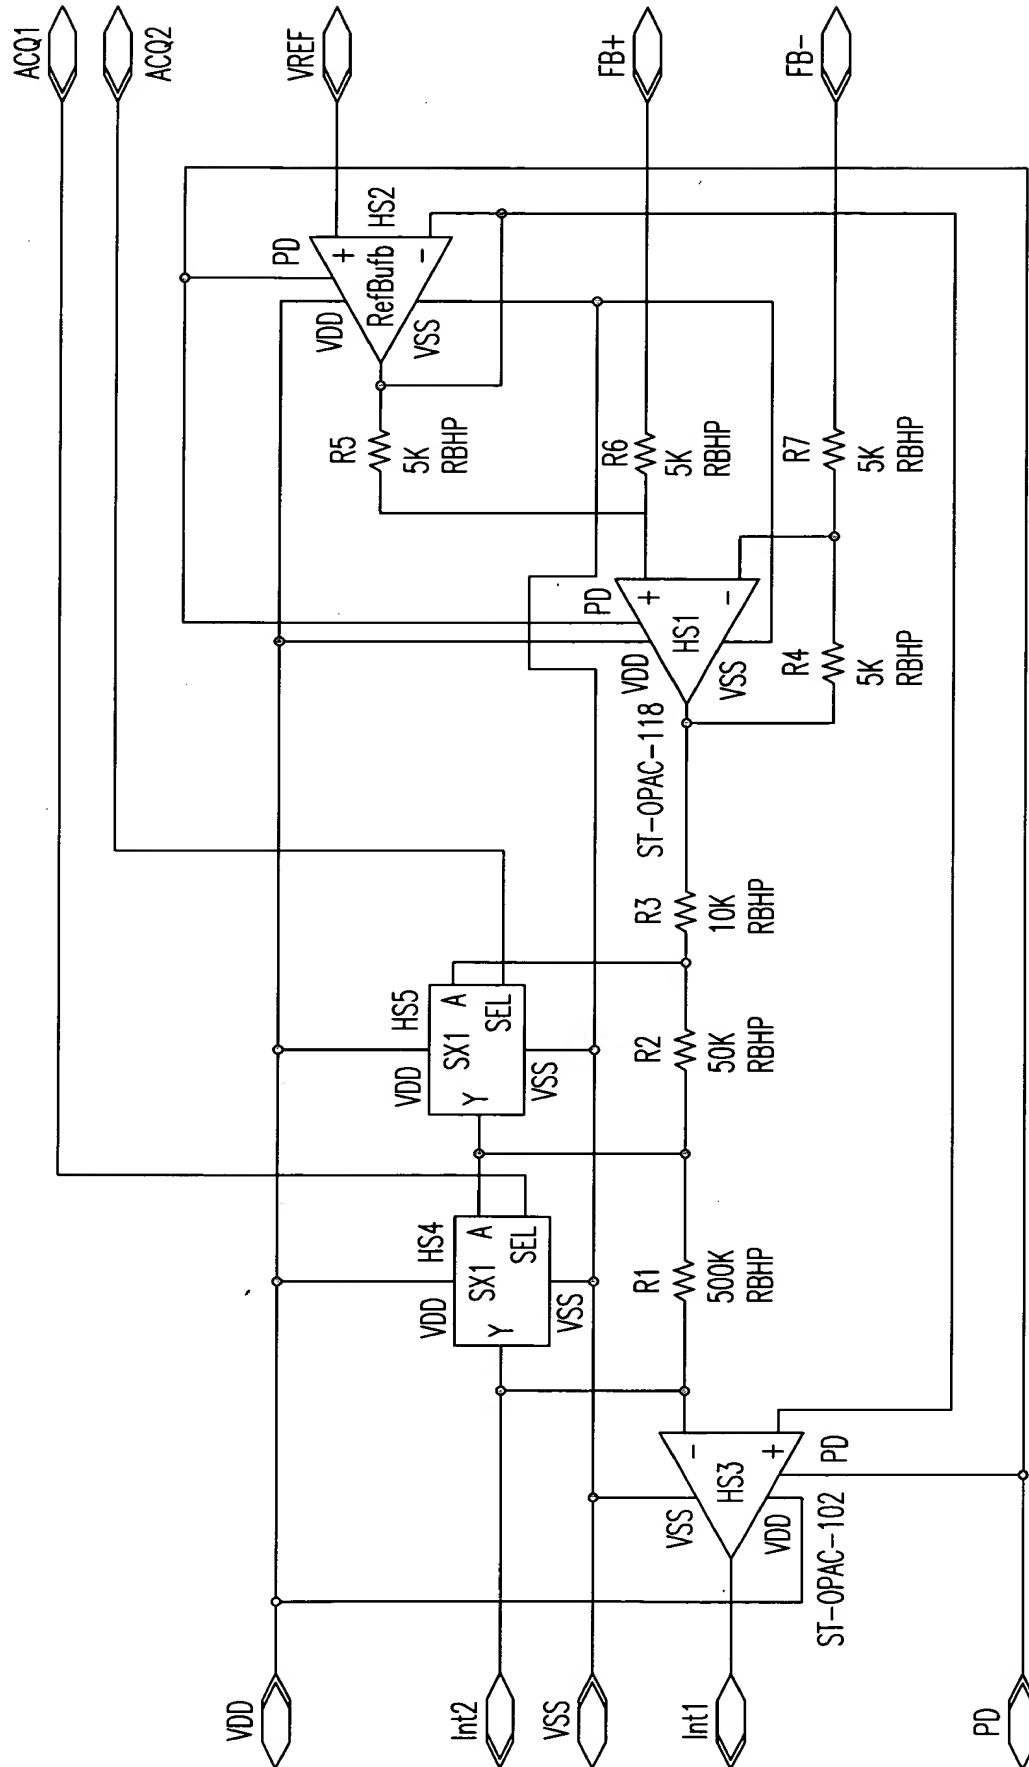 ACQ1
ACQ2
VREF
FB+
FB-
PD
+
HS2
VDD
RefBufb
-
VSS
R5
5K
RBHP
R6
5K
RBHP
R7
5K
RBHP
PD
+
-
HS1
VDD
VSS
R4
5K
RBHP
ST-OPAC-118
R3
10K
RBHP
HS5
A
SEL
SX1
VDD
Y
VSS
R2
50K
RBHP
HS4
A
SEL
SX1
VDD
Y
VSS
R1
500K
RBHP
-
+
PD
HS3
VSS
VDD
ST-OPAC-102
VDD
Int2
VSS
Int1
PD